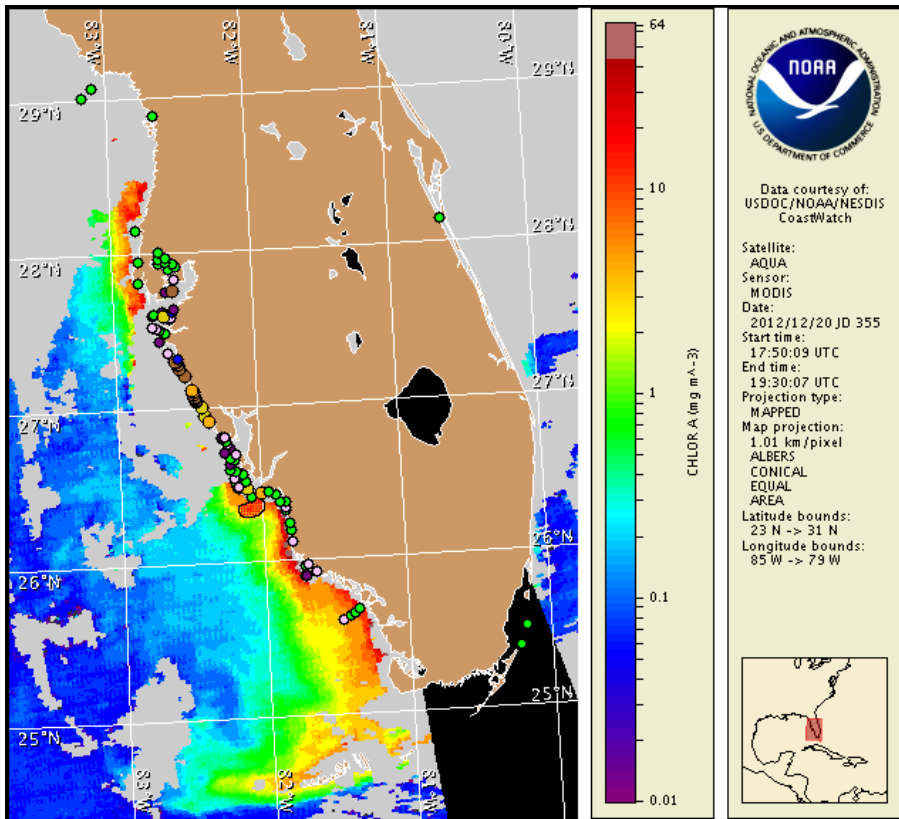 83°W
82°W
81°W
80°W
29°N
29°N
28°N
28°N
27°N
27°N
26°N
26°N
25°N
25°N
83°W
82°W
81°W
64
10
1
0.1
0.01
CHLOR A (mg m^-3)
NATIONAL OCEANIC AND ATMOSPHERIC ADMINISTRATION
NOAA
U.S. DEPARTMENT OF COMMERCE
Data courtesy of:
USDOC/NOAA/NESDIS
CoastWatch
Satellite:
AQUA
Sensor:
MODIS
Date:
2012/12/20 JD 355
Start time:
17:50:09 UTC
End time:
19:30:07 UTC
Projection type:
MAPPED
Map projection:
1.01 km/pixel
ALBERS
CONICAL
EQUAL
AREA
Latitude bounds:
23 N -> 31 N
Longitude bounds:
85 W -> 79 W